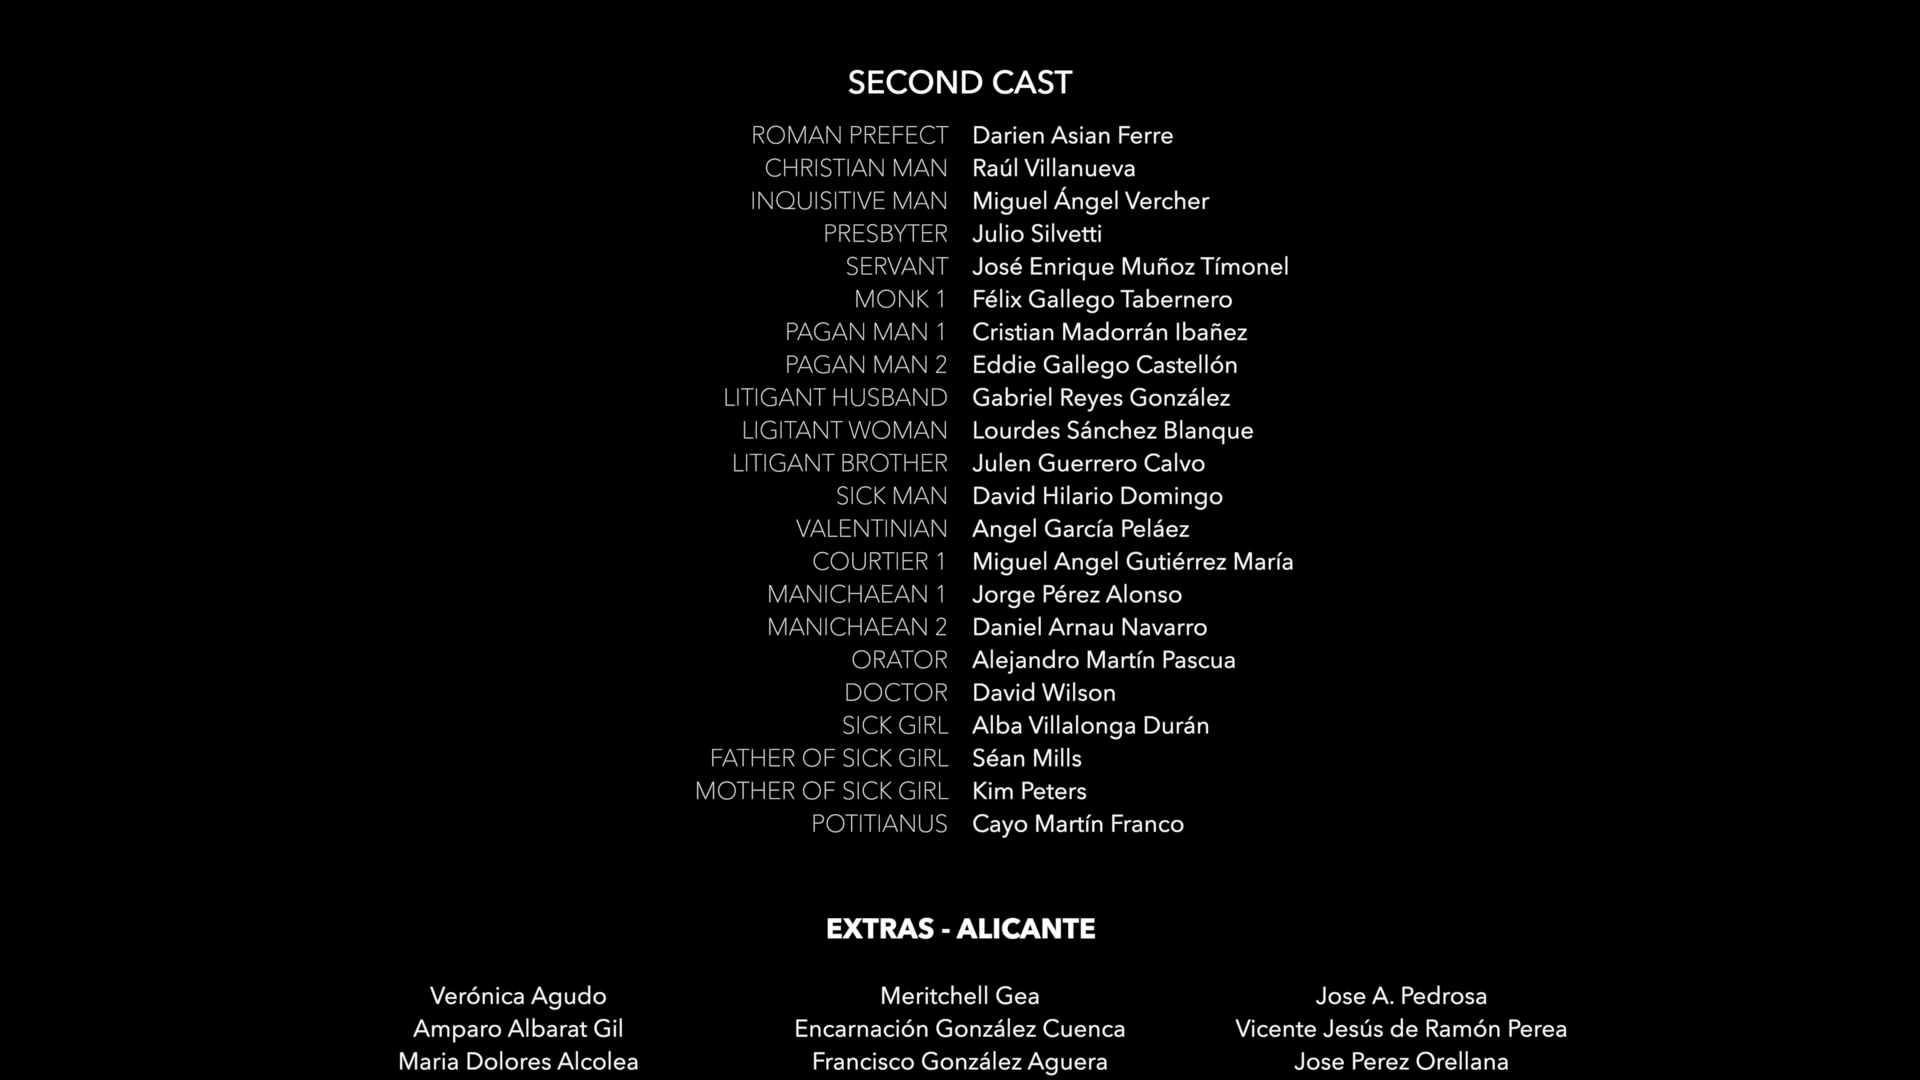 SECOND CAST
ROMAN PREFECT Darien Asian Ferre
CHRISTIAN MAN Raúl Villanueva
INQUISITIVE MAN Miguel Ángel Vercher
PRESBYTER Julio Silvetti
SERVANT José Enrique Muñoz Tímonel
MONK 1 Félix Gallego Tabernero
PAGAN MAN 1 Cristian Madorrán Ibañez
PAGAN MAN 2 Eddie Gallego Castellón
LITIGANT HUSBAND Gabriel Reyes González
LIGITANT WOMAN Lourdes Sánchez Blanque
LITIGANT BROTHER Julen Guerrero Calvo
SICK MAN David Hilario Domingo
VALENTINIAN Angel García Peláez
COURTIER 1 Miguel Angel Gutiérrez María
MANICHAEAN 1 Jorge Pérez Alonso
MANICHAEAN 2 Daniel Arnau Navarro
ORATOR Alejandro Martín Pascua
DOCTOR David Wilson
SICK GIRL Alba Villalonga Durán
FATHER OF SICK GIRL Séan Mills
MOTHER OF SICK GIRL Kim Peters
POTITIANUS Cayo Martín Franco
EXTRAS - ALICANTE
Verónica Agudo Meritchell Gea Jose A. Pedrosa
Amparo Albarat Gil Encarnación González Cuenca Vicente Jesús de Ramón Perea
Maria Dolores Alcolea Francisco González Aguera Jose Perez Orellana